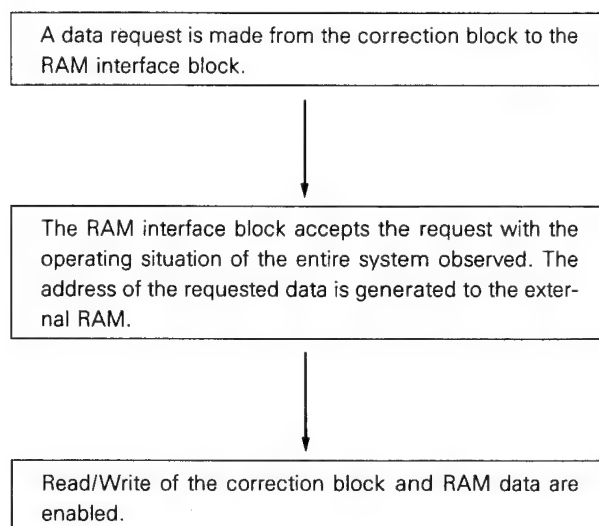 A data request is made from the correction block to the
RAM interface block.
The RAM interface block accepts the request with the
operating situation of the entire system observed. The
address of the requested data is generated to the exter-
nal RAM.
Read/Write of the correction block and RAM data are
enabled.